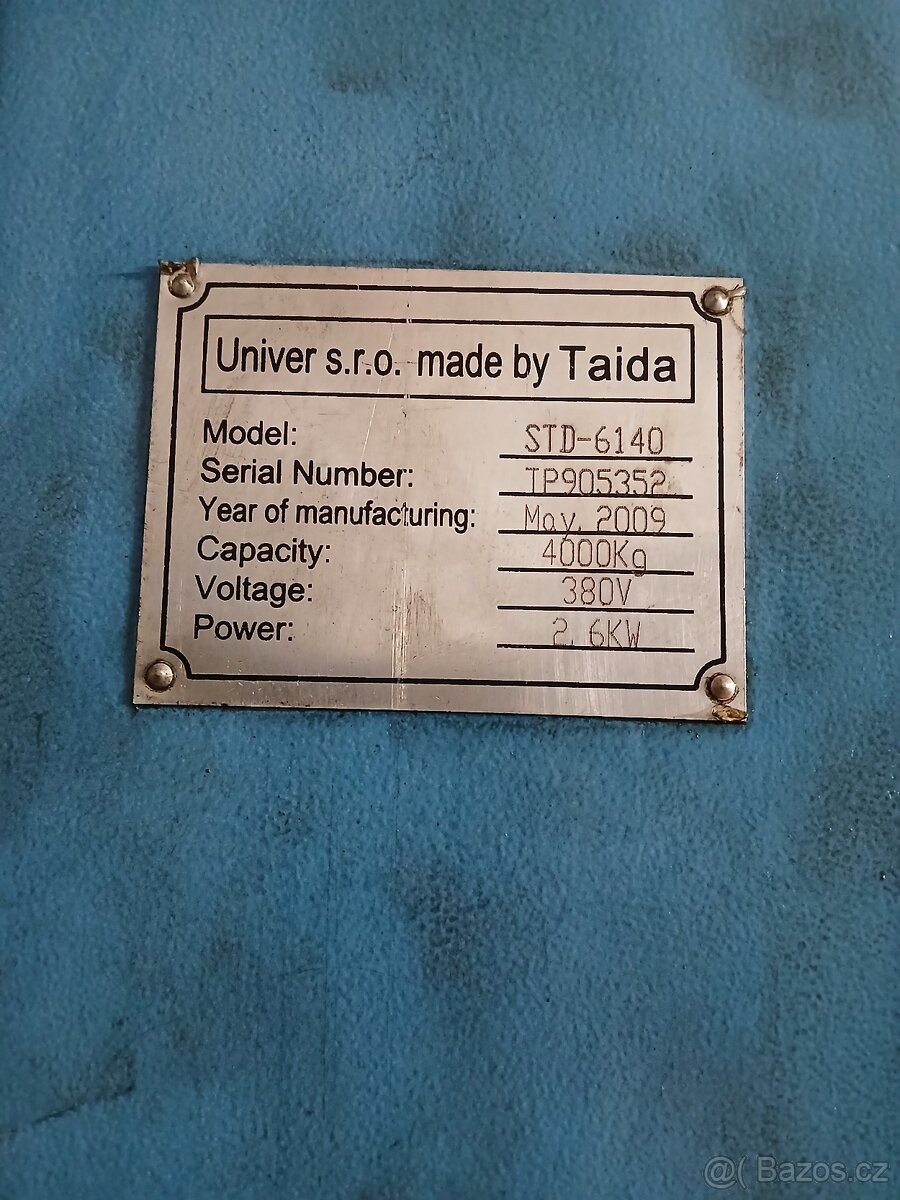 Univer s.r.o. made by Taida
Model: STD-6140
Serial Number: TP905352
Year of manufacturing: May. 2009
Capacity: 4000Kg
Voltage: 380V
Power: 2.6KW
@( Bazos.cz